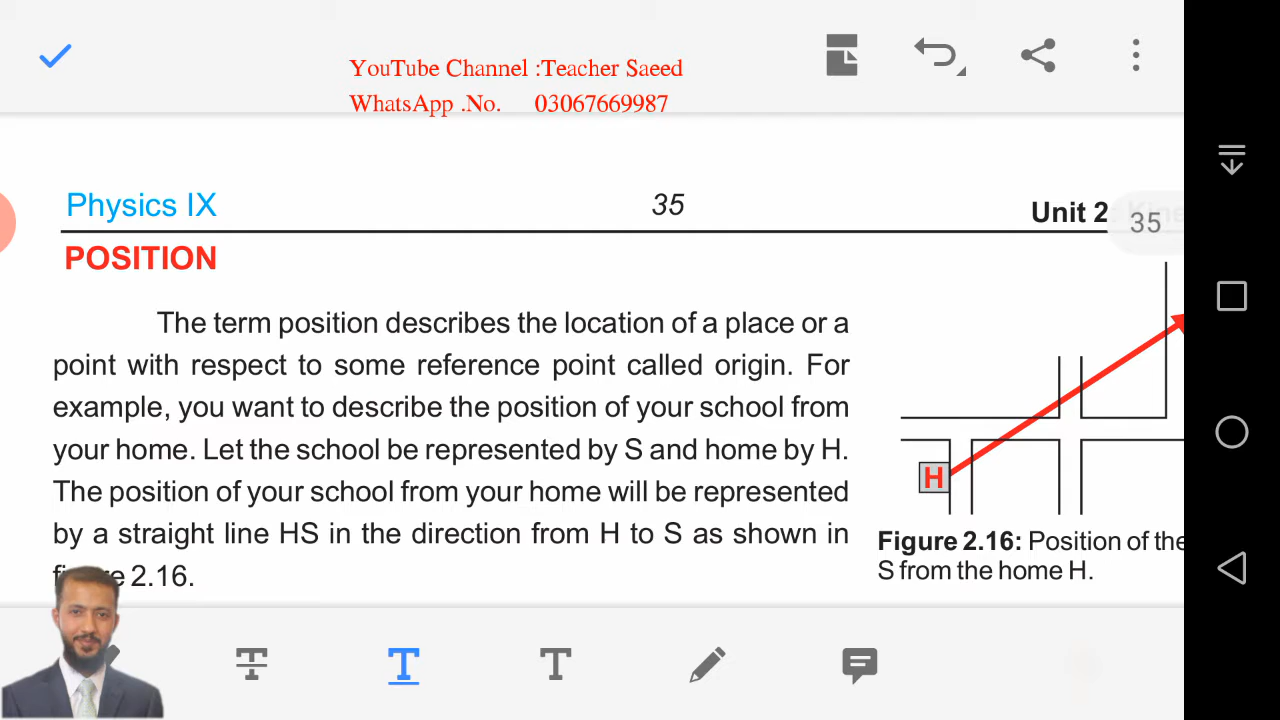 YouTube Channel :Teacher Saeed
WhatsApp .No. 03067669987
Physics IX 35 Unit 2
35
POSITION
The term position describes the location of a place or a
point with respect to some reference point called origin. For
example, you want to describe the position of your school from
your home. Let the school be represented by S and home by H.
The position of your school from your home will be represented
by a straight line HS in the direction from H to S as shown in
figure 2.16.
H
Figure 2.16: Position of the
S from the home H.
T T T